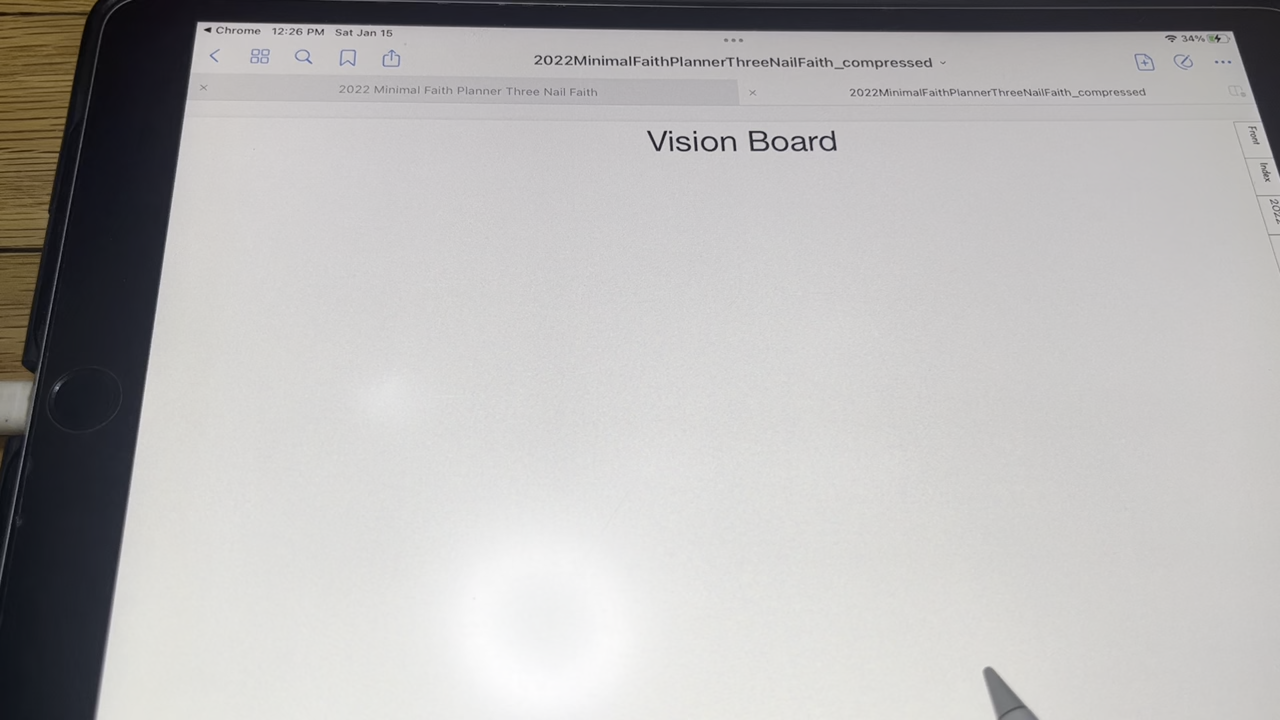 Chrome 12:26 PM Sat Jan 15
34%
2022MinimalFaithPlannerThreeNailFaith_compressed
2022 Minimal Faith Planner Three Nail Faith
2022MinimalFaithPlannerThreeNailFaith_compressed
Vision Board
Front
Index